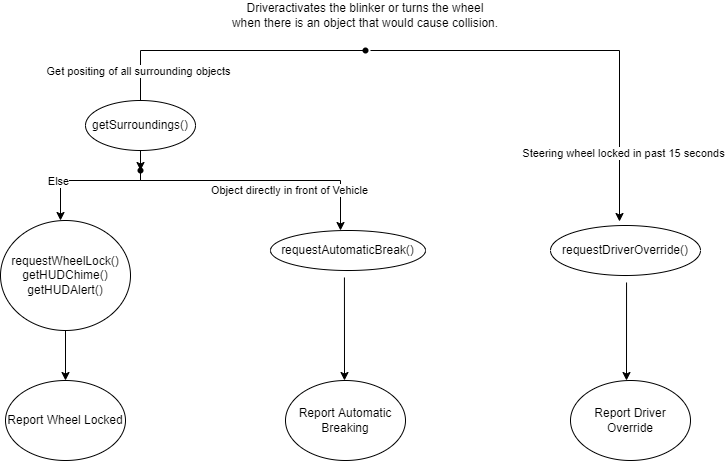 Driveractivates the blinker or turns the wheel
when there is an object that would cause collision.
Get positing of all surrounding objects
getSurroundings()
Steering wheel locked in past 15 seconds
Else
Object directly in front of Vehicle
requestWheelLock()
getHUDChime()
getHUDAlert()
requestAutomaticBreak()
requestDriverOverride()
Report Wheel Locked
Report Automatic
Breaking
Report Driver
Override